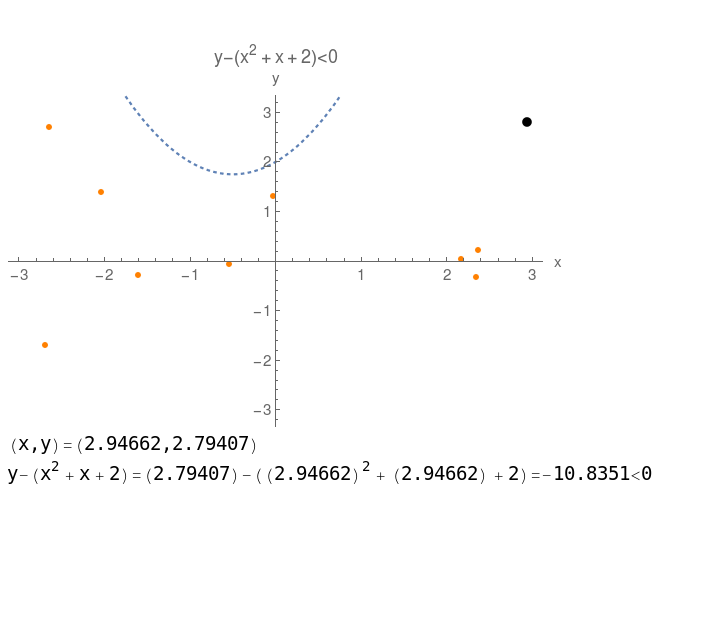 y−(x²+x+2)<0
y
3
2
1
−3 −2 −1 1 2 3 x
−1
−2
−3
(x,y)=(2.94662,2.79407)
y−(x²+x+2)=(2.79407)−((2.94662)²+(2.94662)+2)=−10.8351<0